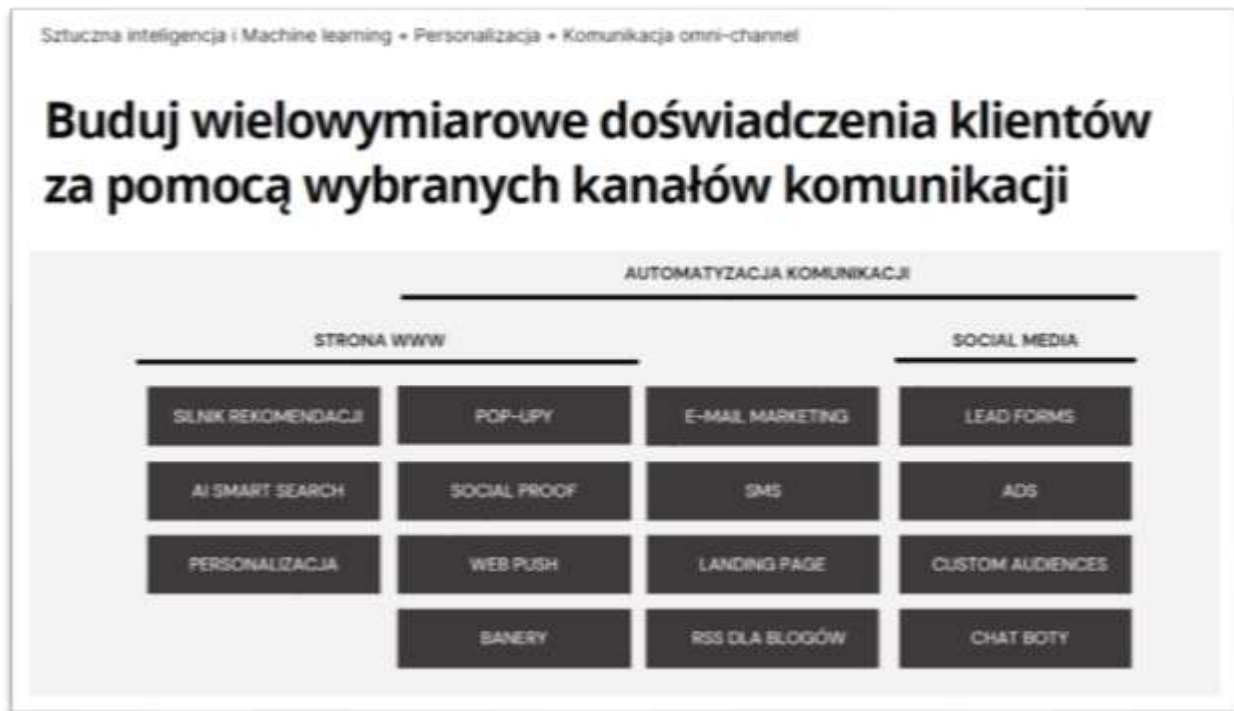 Sztuczna inteligencja i Machine learning + Personalizacja + Komunikacja omni-channel
Buduj wielowymiarowe doświadczenia klientów
za pomocą wybranych kanałów komunikacji
AUTOMATYZACJA KOMUNIKACJI
STRONA WWW
SOCIAL MEDIA
SILNIK REKOMENDACJI
POP-UPY
E-MAIL MARKETING
LEAD FORMS
AI SMART SEARCH
SOCIAL PROOF
SMS
ADS
PERSONALIZACJA
WEB PUSH
LANDING PAGE
CUSTOM AUDIENCES
BANERY
RSS DLA BLOGÓW
CHAT BOTY